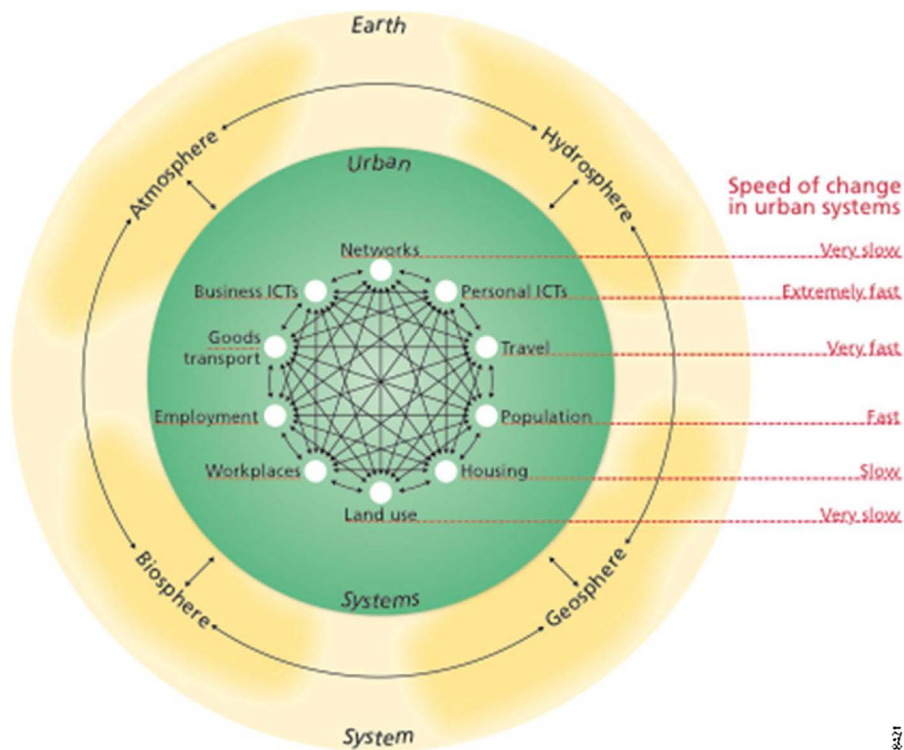 Earth
Atmosphere
Hydrosphere
Urban
Speed of change
in urban systems
Networks
Very slow
Business ICTs
Personal ICTs
Extremely fast
Goods
transport
Travel
Very fast
Employment
Population
Fast
Workplaces
Housing
Slow
Land use
Very slow
Biosphere
Geosphere
Systems
System